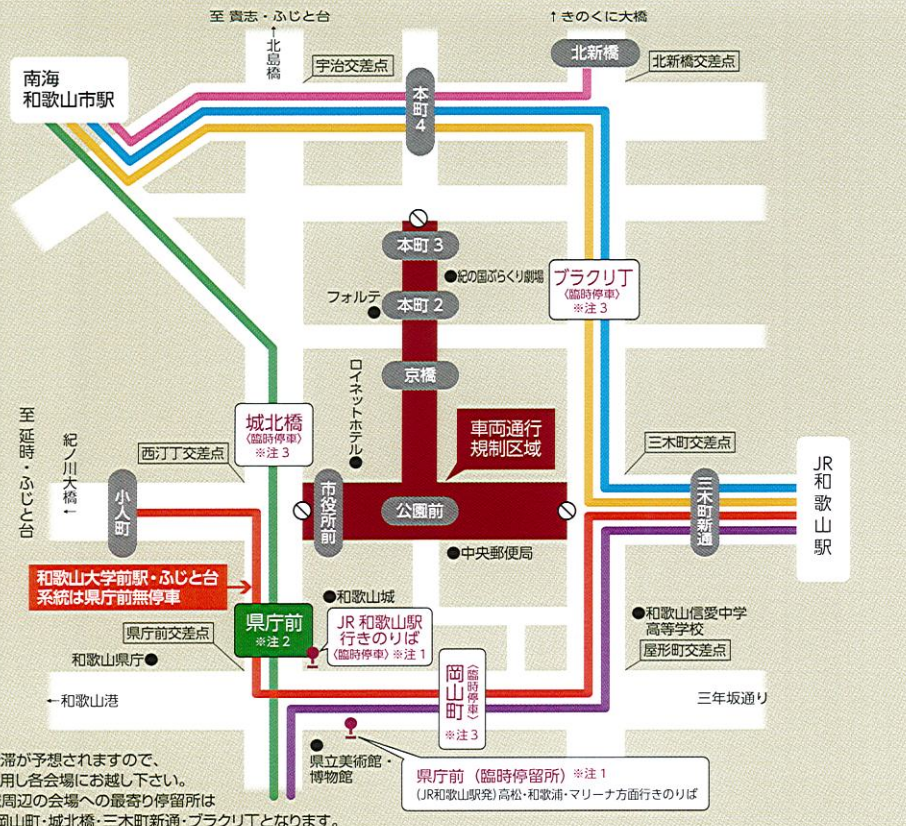 至 貴志・ふじと台
↑きのくに大橋
←北島橋
宇治交差点
北新橋
北新橋交差点
南海
和歌山市駅
本町4
本町3
●紀の国ぶらくり劇場
ブラクリ丁
〈臨時停車〉
※注3
フォルテ
本町2
京橋
ロイネットホテル
城北橋
〈臨時停車〉
※注3
車両通行
規制区域
至 延時・ふじと台
紀ノ川大橋←
西汀丁交差点
三木町交差点
JR和歌山駅
小人町
市役所前
公園前
三木町新通
●中央郵便局
和歌山大学前駅・ふじと台
系統は県庁前無停車
●和歌山城
県庁前
※注2
JR 和歌山駅
行きのりば
〈臨時停車〉※注1
●和歌山信愛中学
高等学校
県庁前交差点
和歌山県庁●
屋形町交差点
岡山町
〈臨時停車〉
※注3
←和歌山港
三年坂通り
県立美術館・
博物館
県庁前（臨時停留所）※注1
(JR和歌山駅発)高松・和歌浦・マリーナ方面行きのりば
滞が予想されますので、
用し各会場にお越し下さい。
周辺の会場への最寄り停留所は
岡山町・城北橋・三木町新通・ブラクリ丁となります。